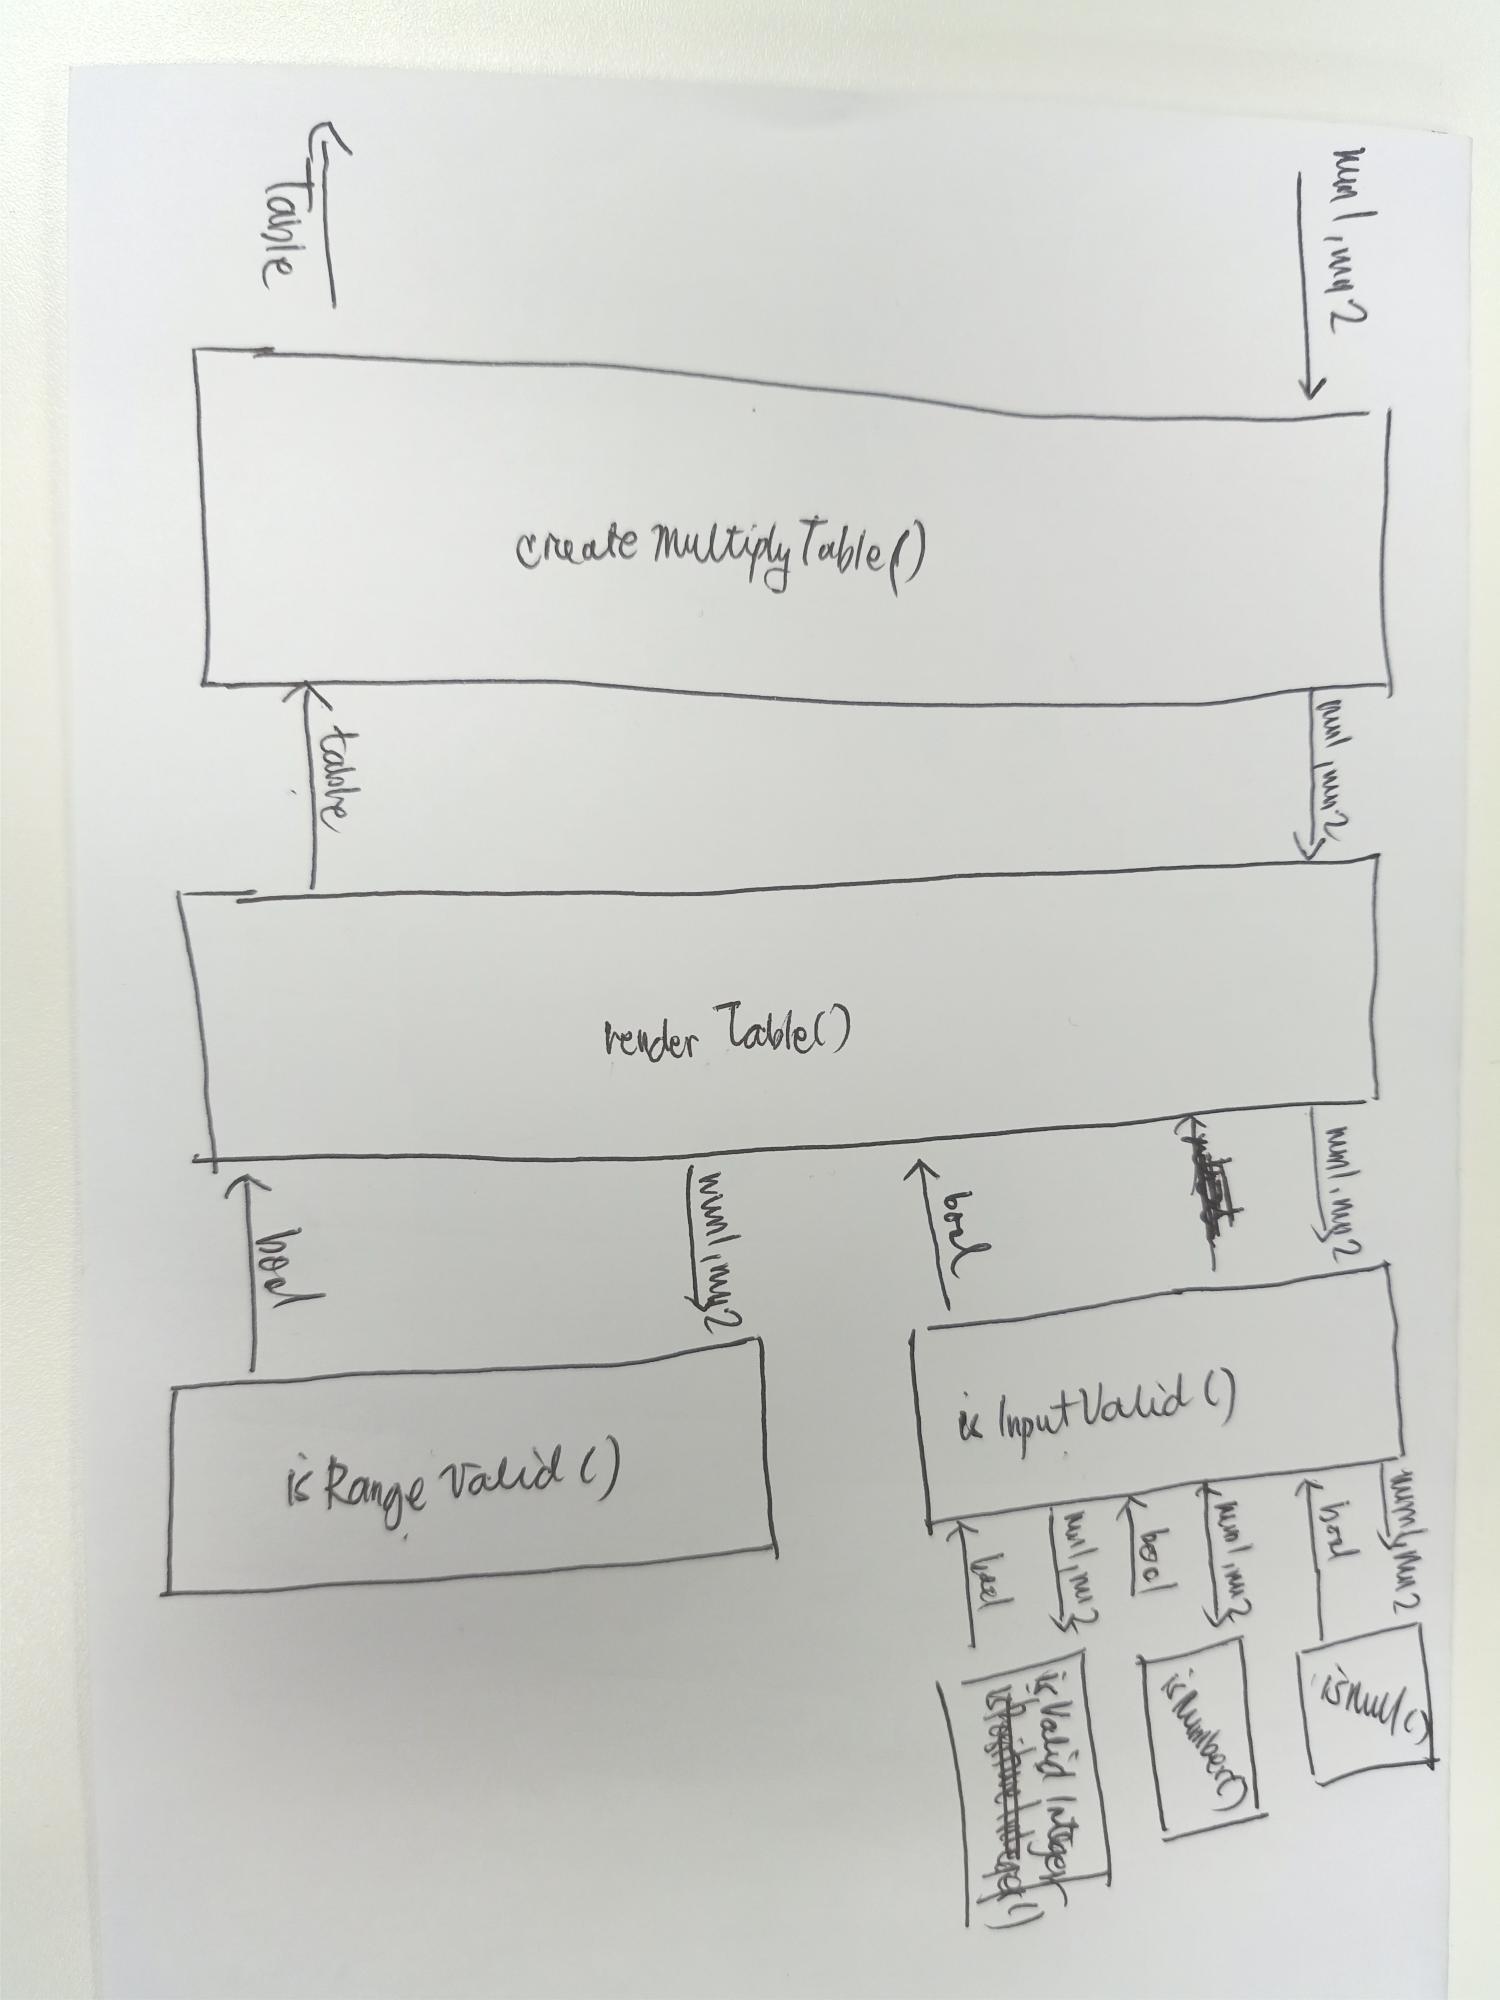 num1, num2
Table
createMultiplyTable()
table
num1, num2
renderTable()
bool
num1, num2
bool
num1, num2
isRangeValid()
isInputValid()
bool
num1, num2
bool
num1, num2
bool
num1, num2
isValidInteger
()
isNumber()
isNull()